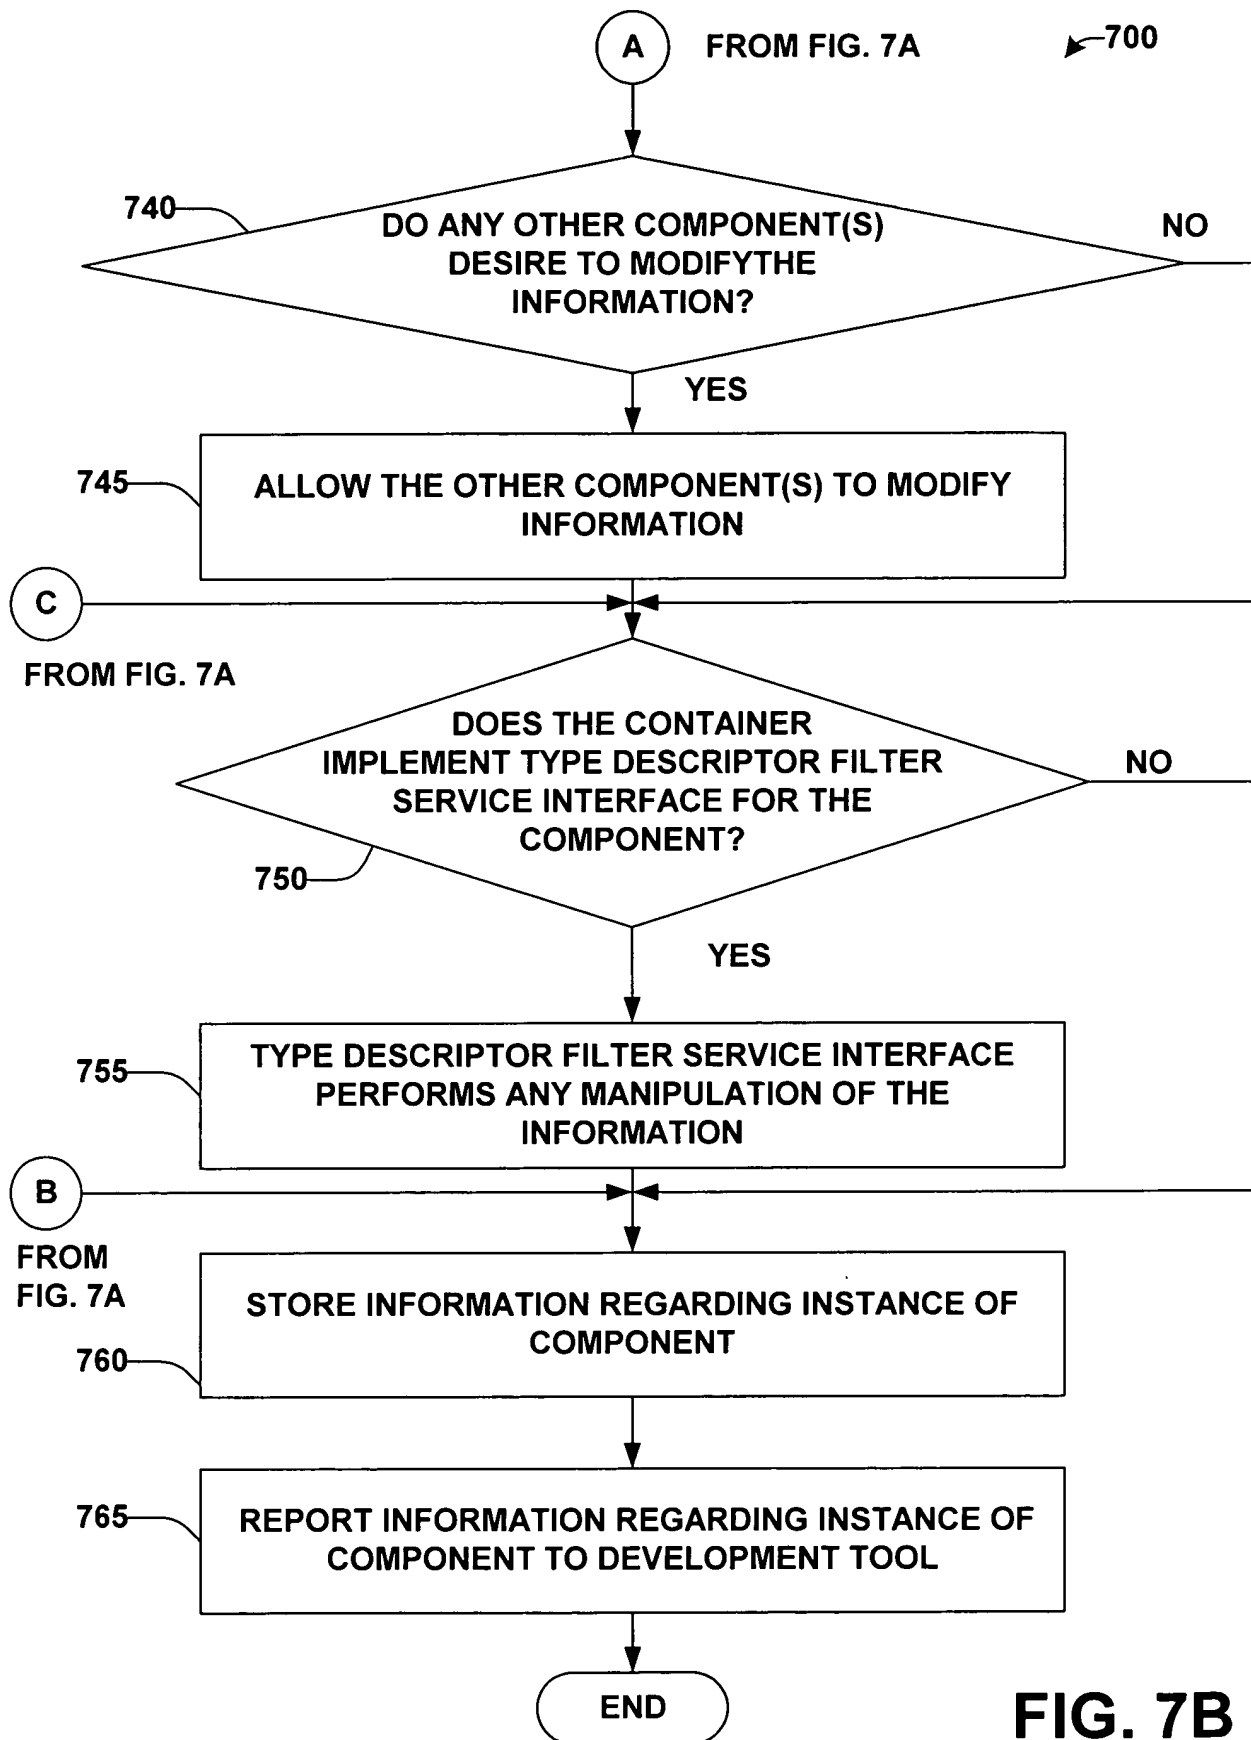 A
FROM FIG. 7A
700
740
DO ANY OTHER COMPONENT(S)
DESIRE TO MODIFYTHE
INFORMATION?
NO
YES
745
ALLOW THE OTHER COMPONENT(S) TO MODIFY
INFORMATION
C
FROM FIG. 7A
DOES THE CONTAINER
IMPLEMENT TYPE DESCRIPTOR FILTER
SERVICE INTERFACE FOR THE
COMPONENT?
NO
750
YES
755
TYPE DESCRIPTOR FILTER SERVICE INTERFACE
PERFORMS ANY MANIPULATION OF THE
INFORMATION
B
FROM
FIG. 7A
STORE INFORMATION REGARDING INSTANCE OF
COMPONENT
760
765
REPORT INFORMATION REGARDING INSTANCE OF
COMPONENT TO DEVELOPMENT TOOL
END
FIG. 7B